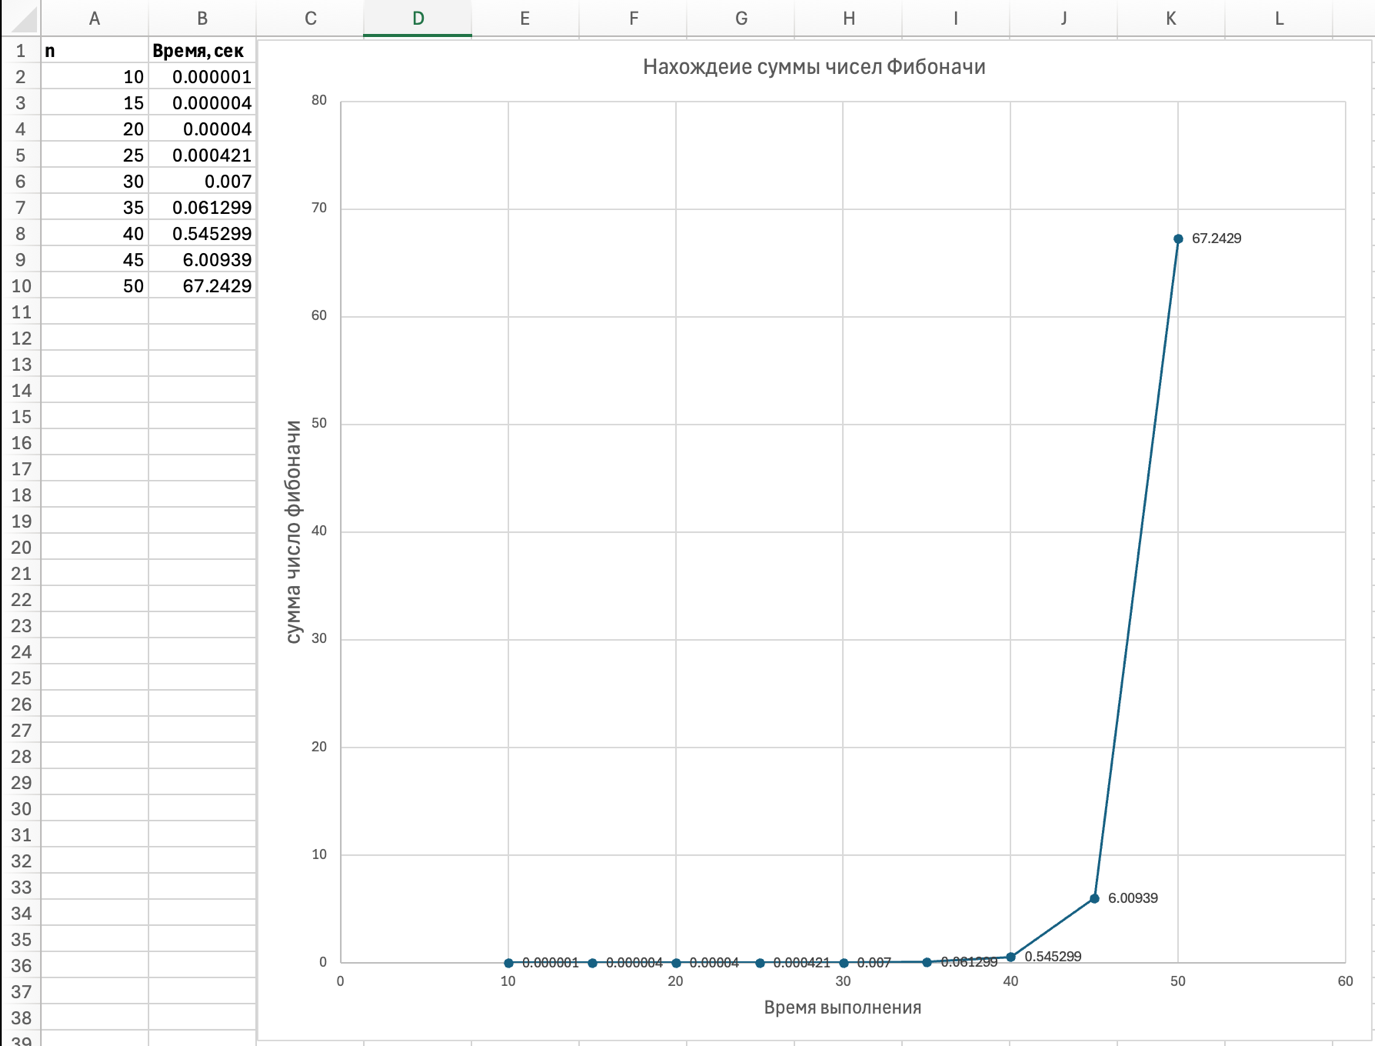 A B C D E F G H I J K L
1 n Время, сек
2 10 0.000001
3 15 0.000004
4 20 0.00004
5 25 0.000421
6 30 0.007
7 35 0.061299
8 40 0.545299
9 45 6.00939
10 50 67.2429
11
12
13
14
15
16
17
18
19
20
21
22
23
24
25
26
27
28
29
30
31
32
33
34
35
36
37
38
39
Нахождеие суммы чисел Фибоначи
80
70
60
50
40
30
20
10
0
сумма число фибоначи
67.2429
6.00939
0.000001 0.000004 0.00004 0.000421 0.007 0.061299 0.545299
0 10 20 30 40 50 60
Время выполнения